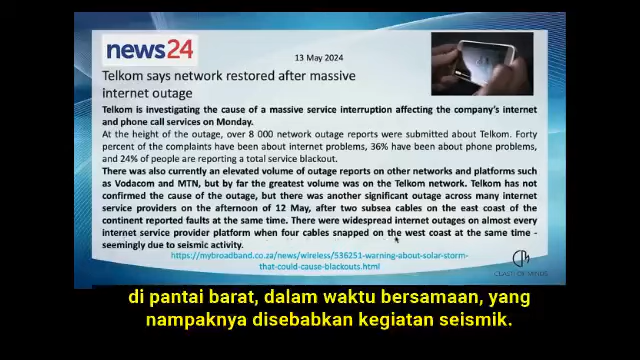 news24
13 May 2024
Telkom says network restored after massive
internet outage
Telkom is investigating the cause of a massive service interruption affecting the company's internet
and phone call services on Monday.
At the height of the outage, over 8 000 network outage reports were submitted about Telkom. Forty
percent of the complaints have been about internet problems, 36% have been about phone problems,
and 24% of people are reporting a total service blackout.
There was also currently an elevated volume of outage reports on other networks and platforms such
as Vodacom and MTN, but by far the greatest volume was on the Telkom network. Telkom has
not confirmed the cause of the outage, but there was another significant outage across many
internet service providers on the afternoon of 12 May, after two subsea cables on the east coast of the
continent reported faults at the same time. There were widespread internet outages on almost every
internet service provider platform when four cables snapped on the west coast at the same time -
seemingly due to seismic activity.
https://mybroadband.co.za/news/wireless/536251-warning-about-solar-storm-
that-could-cause-blackouts.html
CLASH OF MINDS
di pantai barat, dalam waktu bersamaan, yang
nampaknya disebabkan kegiatan seismik.